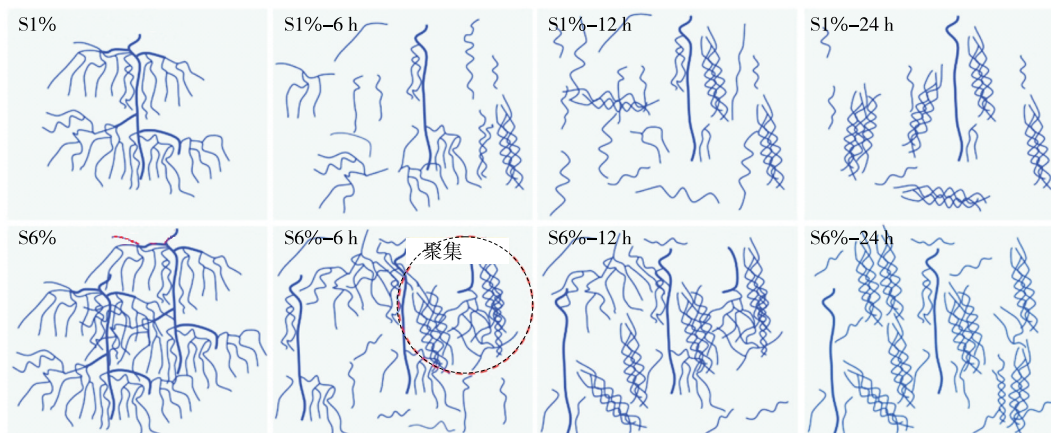 S1%
S1%-6 h
S1%-12 h
S1%-24 h
S6%
S6%-6 h
聚集
S6%-12 h
S6%-24 h